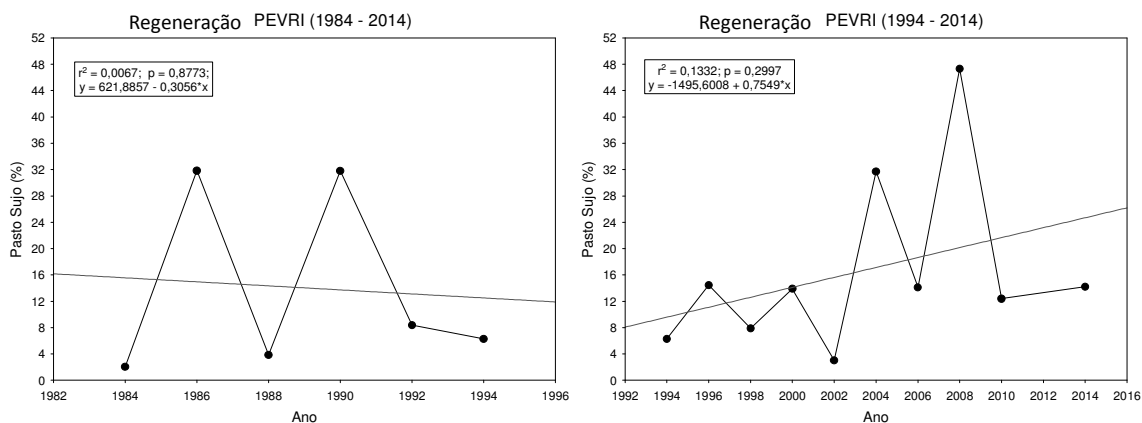 Regeneração PEVRI (1984 - 2014)
52
48
44
40
36
32
28
24
20
16
12
8
4
0
Pasto Sujo (%)
r² = 0,0067; p = 0,8773;
y = 621,8857 - 0,3056*x
1982 1984 1986 1988 1990 1992 1994 1996
Ano
Regeneração PEVRI (1994 - 2014)
52
48
44
40
36
32
28
24
20
16
12
8
4
0
Pasto Sujo (%)
r² = 0,1332; p = 0,2997
y = -1495,6008 + 0,7549*x
1992 1994 1996 1998 2000 2002 2004 2006 2008 2010 2012 2014 2016
Ano